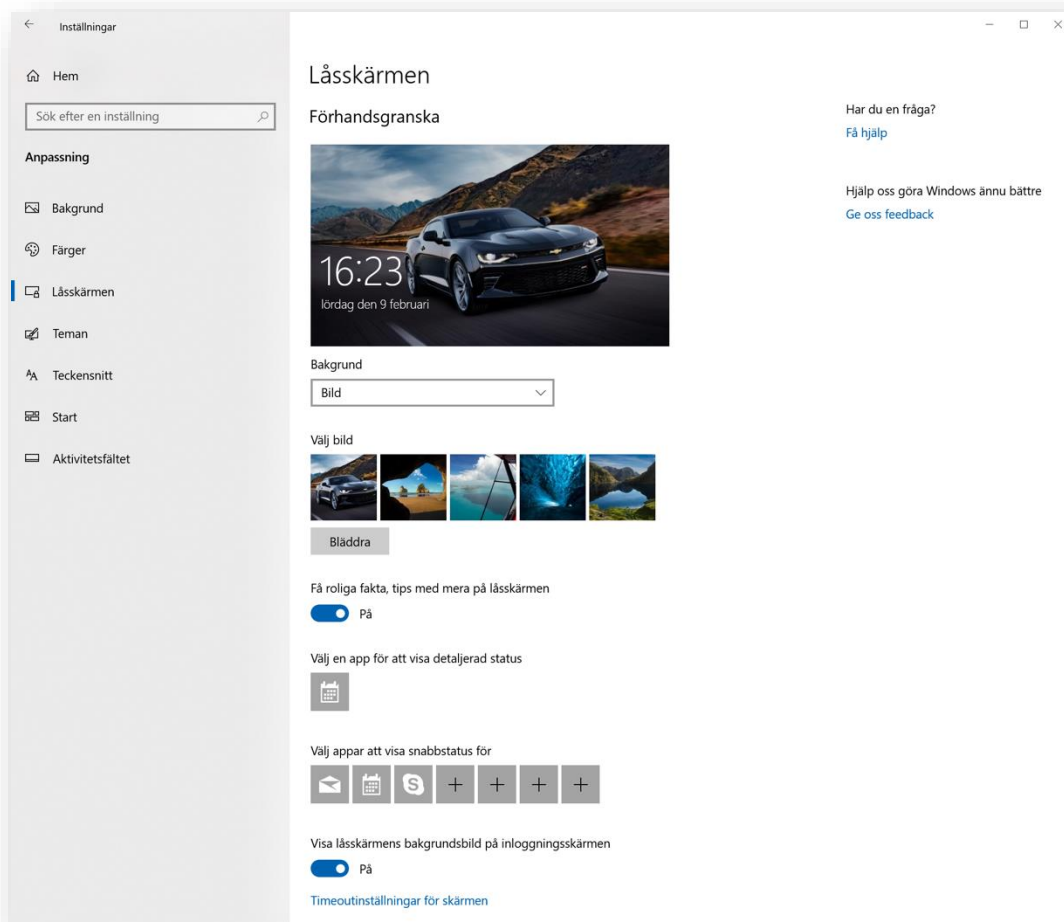 Inställningar
Hem
Sök efter en inställning
Anpassning
Bakgrund
Färger
Låsskärmen
Teman
Teckensnitt
Start
Aktivitetsfältet
Låsskärmen
Förhandsgranska
16:23
lördag den 9 februari
Bakgrund
Bild
Välj bild
Bläddra
Få roliga fakta, tips med mera på låsskärmen
På
Välj en app för att visa detaljerad status
Välj appar att visa snabbstatus för
Visa låsskärmens bakgrundsbild på inloggningsskärmen
På
Timeoutinställningar för skärmen
Har du en fråga?
Få hjälp
Hjälp oss göra Windows ännu bättre
Ge oss feedback